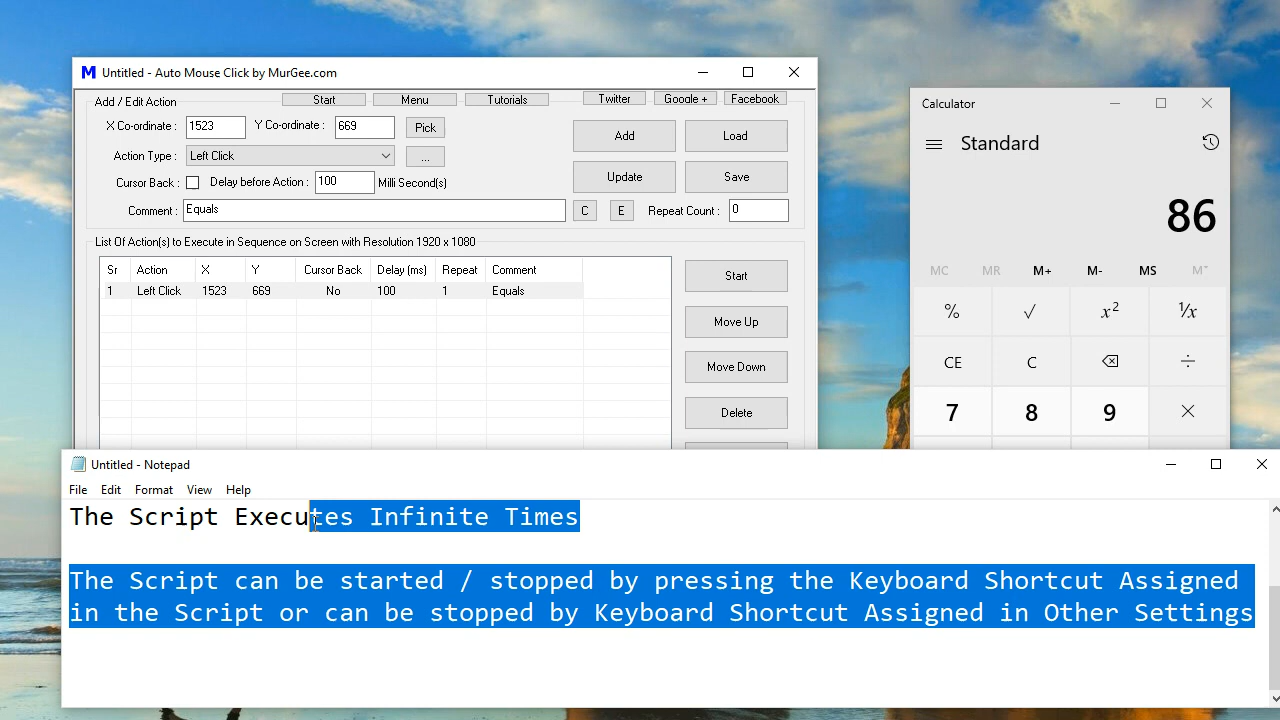 M Untitled - Auto Mouse Click by MurGee.com
Add / Edit Action
Start Menu Tutorials Twitter Google + Facebook
X Co-ordinate : 1523 Y Co-ordinate : 669 Pick Add Load
Action Type : Left Click ...
Cursor Back : Delay before Action : 100 Milli Second(s) Update Save
Comment : Equals C E Repeat Count : 0
List Of Action(s) to Execute in Sequence on Screen with Resolution 1920 x 1080
Sr Action X Y Cursor Back Delay (ms) Repeat Comment
1 Left Click 1523 669 No 100 1 Equals
Start
Move Up
Move Down
Delete
Calculator
Standard
86
MC MR M+ M- MS M˅
% √ x² ¹/x
CE C ÷
7 8 9 ×
Untitled - Notepad
File Edit Format View Help
The Script Executes Infinite Times
The Script can be started / stopped by pressing the Keyboard Shortcut Assigned
in the Script or can be stopped by Keyboard Shortcut Assigned in Other Settings